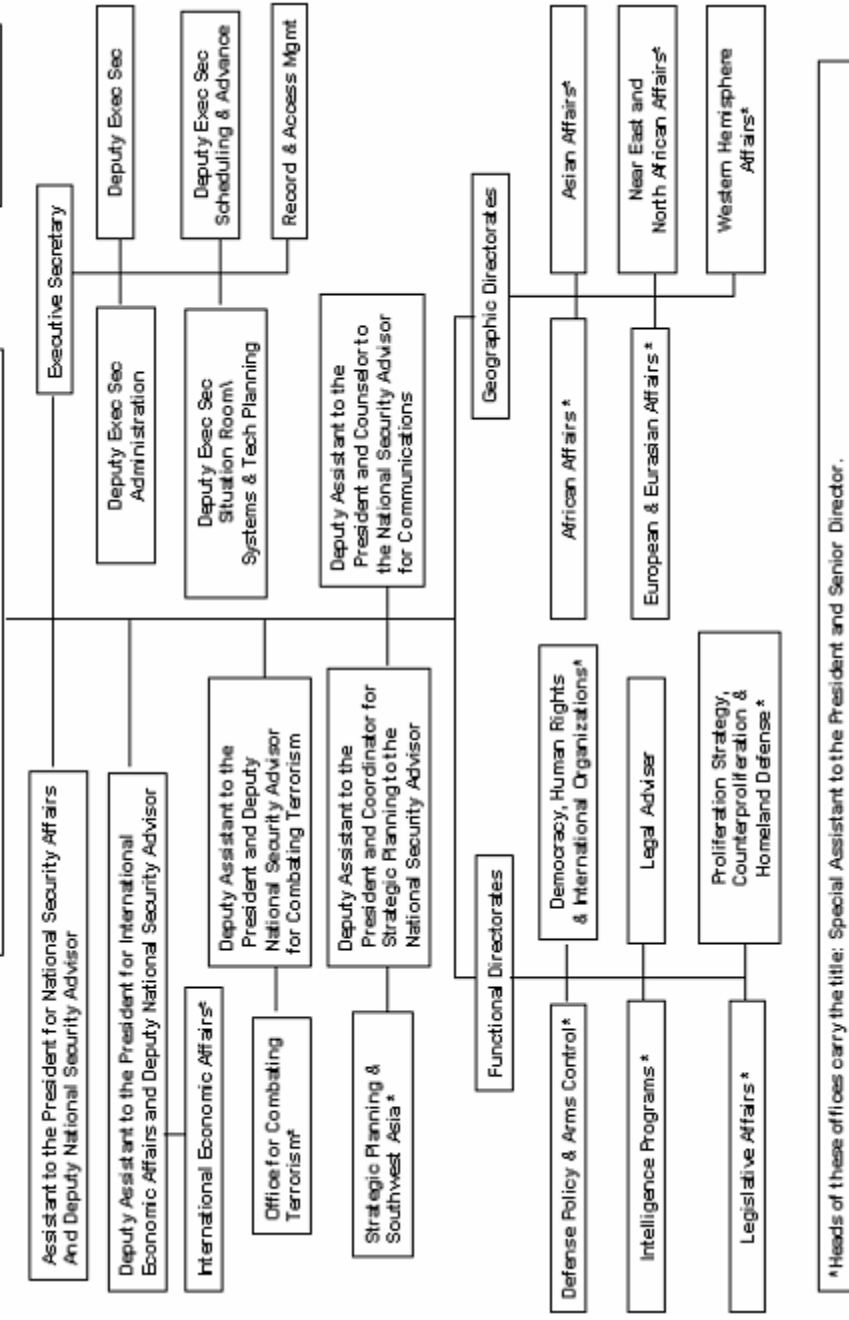 Assistant to the President for National Security Affairs
And Deputy National Security Advisor
Executive Secretary
Deputy Assistant to the President for International
Economic Affairs and Deputy National Security Advisor
International Economic Affairs*
Deputy Exec Sec
Administration
Deputy Exec Sec
Deputy Exec Sec
Situation Room\
Systems & Tech Planning
Deputy Exec Sec
Scheduling & Advance
Record & Access Mgmt
Office for Combating
Terrorism*
Deputy Assistant to the
President and Deputy
National Security Advisor
for Combating Terrorism
Strategic Planning &
Southwest Asia*
Deputy Assistant to the
President and Coordinator for
Strategic Planning to the
National Security Advisor
Deputy Assistant to the
President and Counselor to
the National Security Advisor
for Communications
Functional Directorates
Geographic Directorates
Defense Policy & Arms Control*
Democracy, Human Rights
& International Organizations*
African Affairs*
Asian Affairs*
Intelligence Programs*
Legal Adviser
European & Eurasian Affairs*
Near East and
North African Affairs*
Legislative Affairs*
Proliferation Strategy,
Counterproliferation &
Homeland Defense*
Western Hemisphere
Affairs*
*Heads of these offices carry the title: Special Assistant to the President and Senior Director.